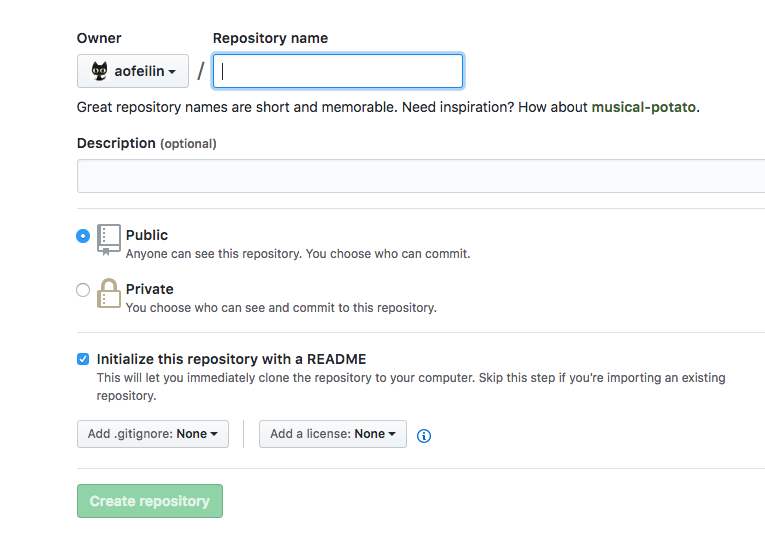 Owner Repository name
aofeilin /
Great repository names are short and memorable. Need inspiration? How about musical-potato.
Description (optional)
Public
Anyone can see this repository. You choose who can commit.
Private
You choose who can see and commit to this repository.
Initialize this repository with a README
This will let you immediately clone the repository to your computer. Skip this step if you're importing an existing
repository.
Add .gitignore: None Add a license: None
Create repository